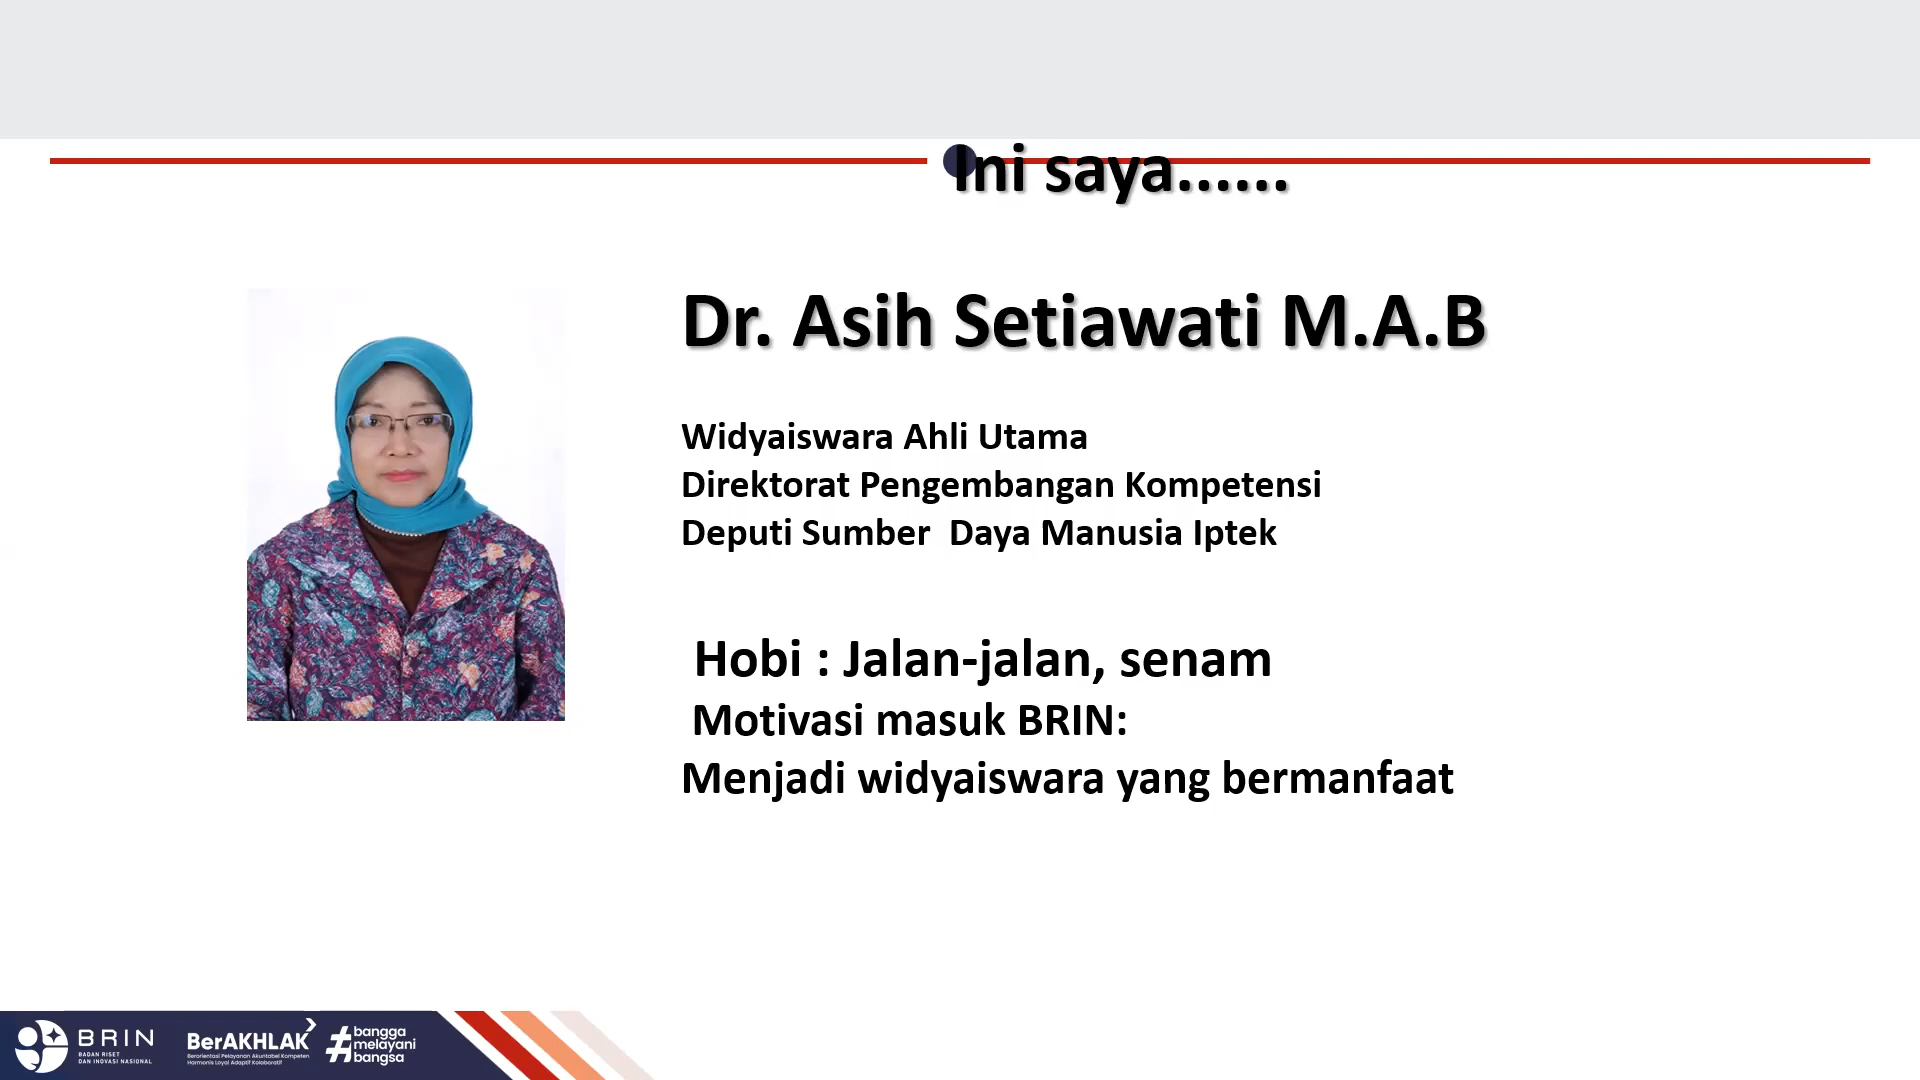 Ini saya......
Dr. Asih Setiawati M.A.B
Widyaiswara Ahli Utama
Direktorat Pengembangan Kompetensi
Deputi Sumber  Daya Manusia Iptek
Hobi : Jalan-jalan, senam
Motivasi masuk BRIN:
Menjadi widyaiswara yang bermanfaat
BRIN
BADAN RISET
DAN INOVASI NASIONAL
BerAKHLAK
Berorientasi Pelayanan Akuntabel Kompeten
Harmonis Loyal Adaptif Kolaboratif
#bangga
melayani
bangsa